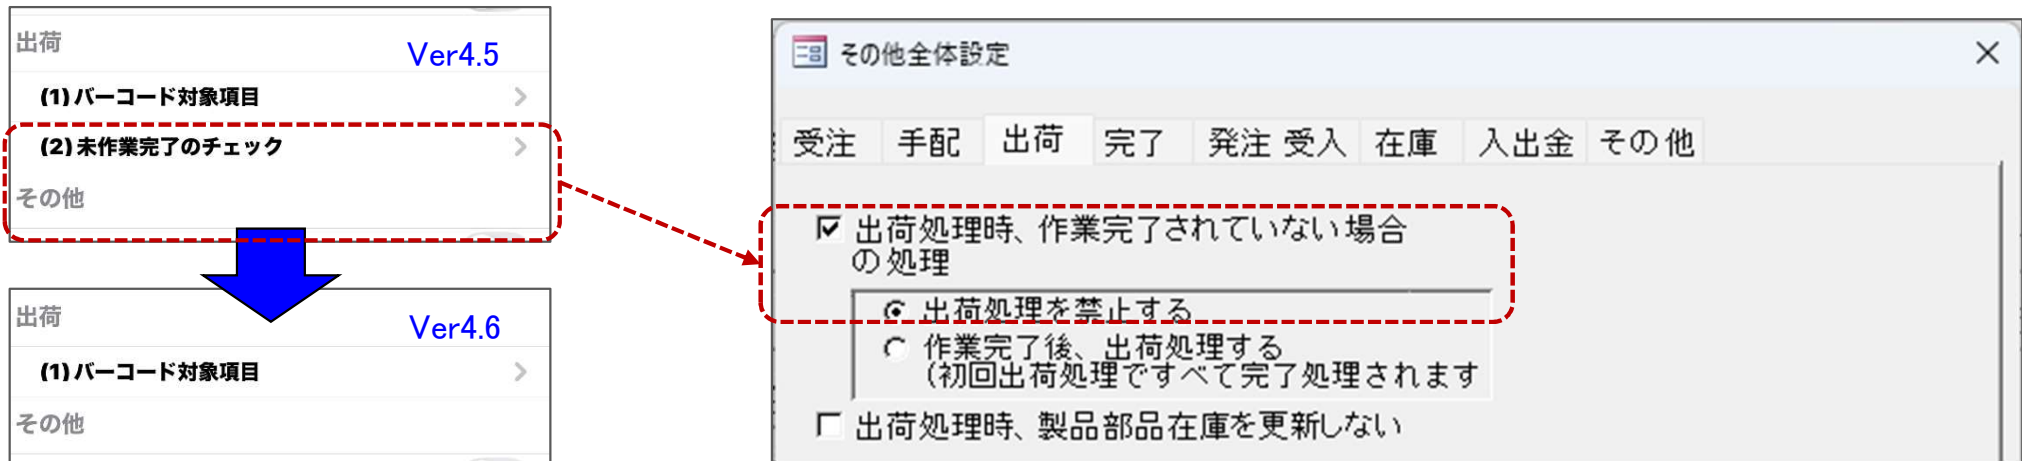 出荷
Ver4.5
(1)バーコード対象項目
(2)未作業完了のチェック
その他
出荷
Ver4.6
(1)バーコード対象項目
その他
その他全体設定
受注 手配 出荷 完了 発注 受入 在庫 入出金 その他
出荷処理時、作業完了されていない場合
の処理
出荷処理を禁止する
作業完了後、出荷処理する
(初回出荷処理ですべて完了処理されます
出荷処理時、製品部品在庫を更新しない